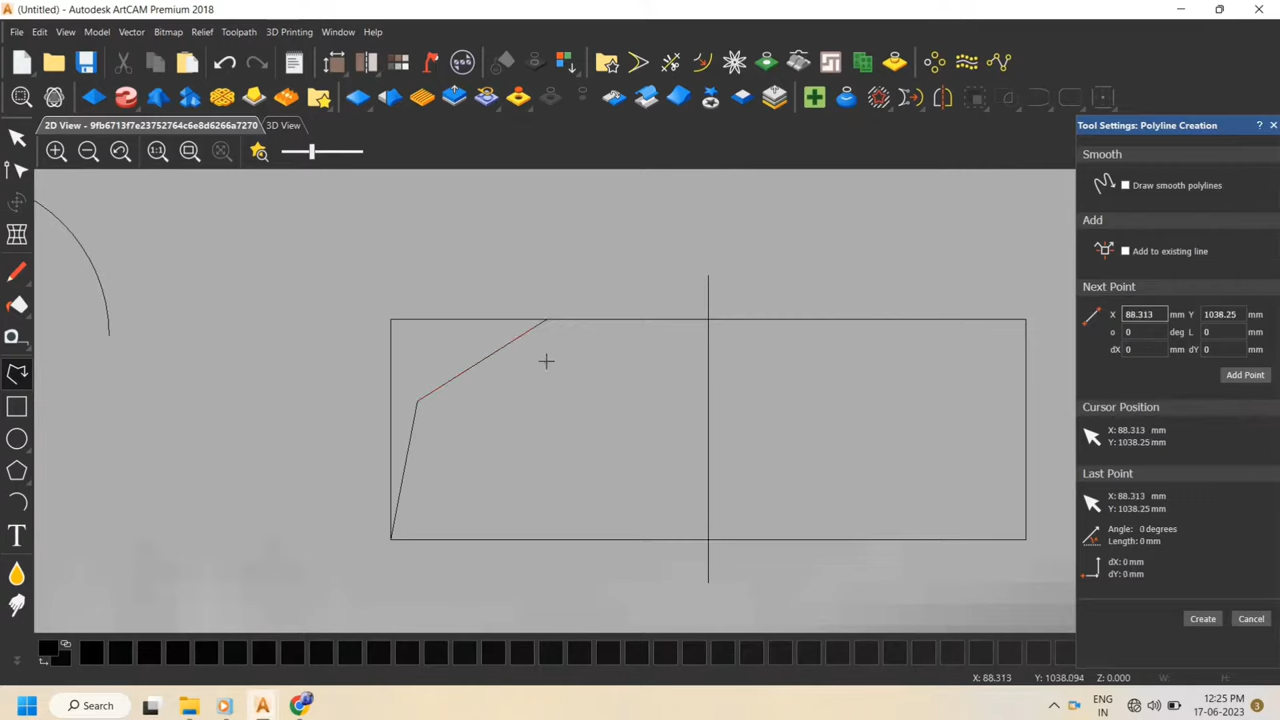 (Untitled) - Autodesk ArtCAM Premium 2018
File Edit View Model Vector Bitmap Relief Toolpath 3D Printing Window Help
2D View - 9fb6713f7e23752764c6e8d6266a7270 3D View
1:1
Tool Settings: Polyline Creation ?
Smooth
Draw smooth polylines
Add
Add to existing line
Next Point
X 88.313 mm Y 1038.25 mm
o 0 deg L 0
dX 0 mm dY 0 mm
Add Point
Cursor Position
X: 88.313 mm
Y: 1038.25 mm
Last Point
X: 88.313 mm
Y: 1038.25 mm
Angle: 0 degrees
Length: 0 mm
dX: 0 mm
dY: 0 mm
Create Cancel
T
X: 88.313 Y: 1038.094 Z: 0.000 W: H:
Search
ENG
IN
12:25 PM
17-06-2023
3